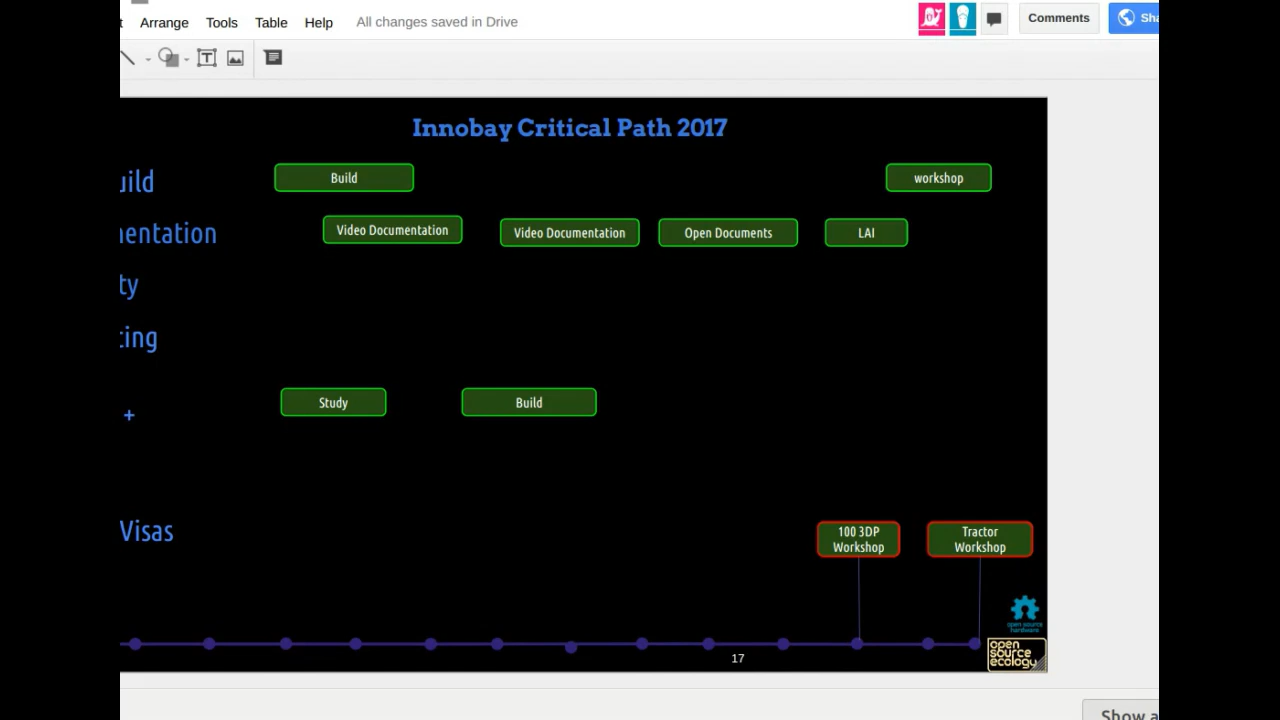 t Arrange Tools Table Help All changes saved in Drive
Comments
Sha
T
Innobay Critical Path 2017
uild
Build
workshop
nentation
Video Documentation
Video Documentation
Open Documents
LAI
ty
ting
Study
Build
+
Visas
100 3DP
Workshop
Tractor
Workshop
open source
hardware
17
open
source
ecology
Show a